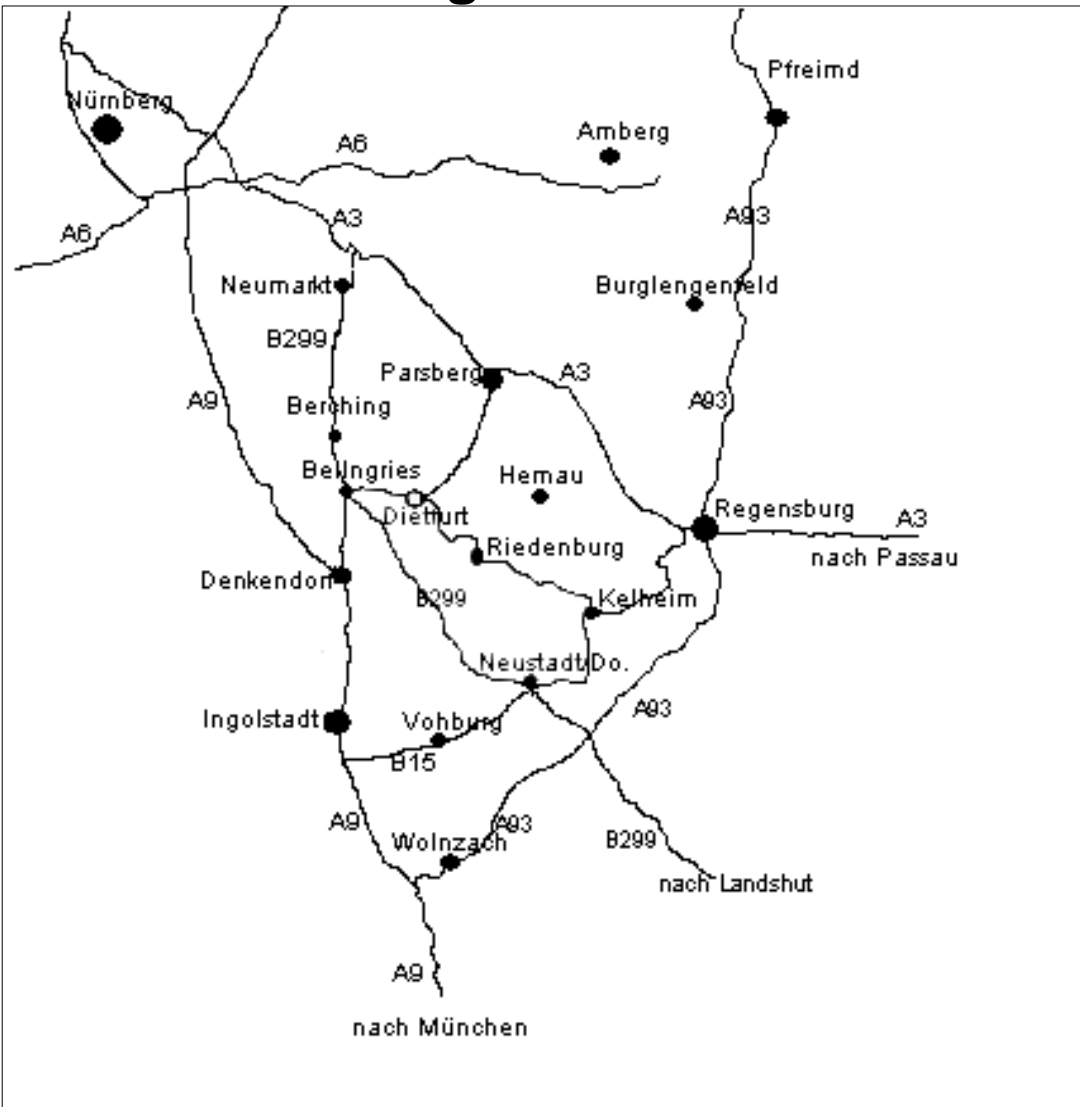 Pfreimd
Nürnberg
Amberg
A6
A93
A3
A6
Neumarkt
Burglengenfeld
B299
Parsberg
A3
A9
A93
Berching
Beilngries
Hemau
Dietfurt
Regensburg
A3
Riedenburg
nach Passau
Denkendorf
B299
Kelheim
Neustadt/Do.
A93
Ingolstadt
Vohburg
B15
A9
A93
Wolnzach
B299
nach Landshut
A9
nach München